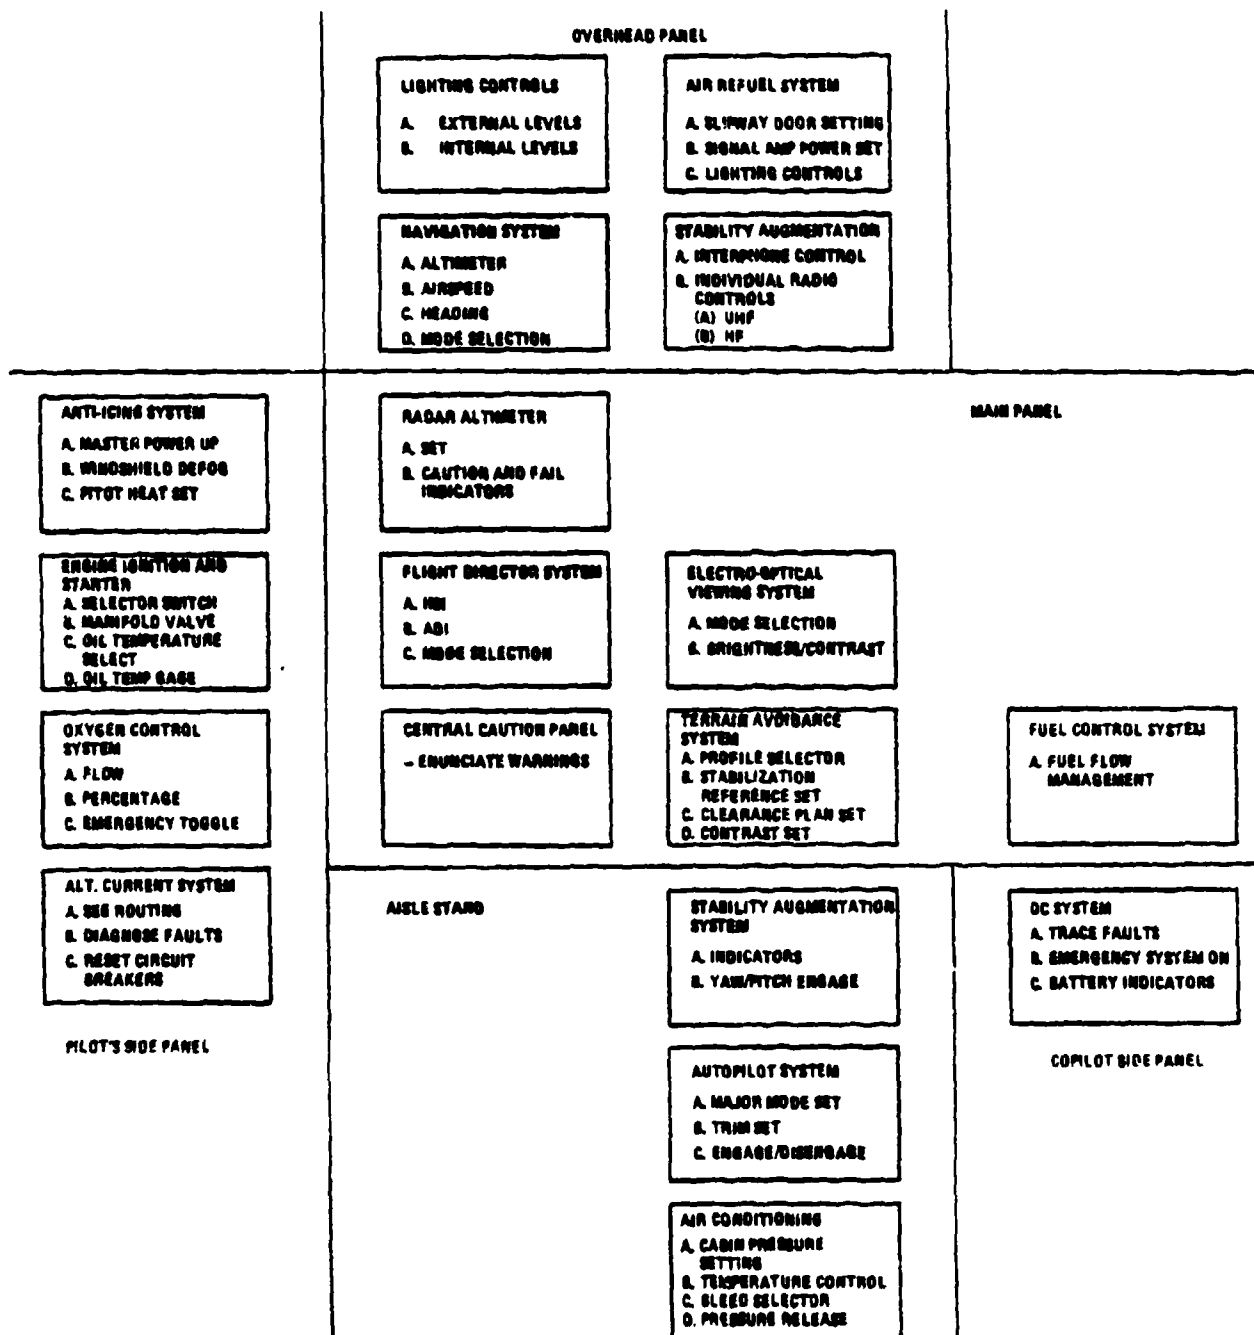 OVERHEAD PANEL
LIGHTING CONTROLS
A. EXTERNAL LEVELS
B. INTERNAL LEVELS
AIR REFUEL SYSTEM
A. SLIPWAY DOOR SETTING
B. SIGNAL AMP POWER SET
C. LIGHTING CONTROLS
NAVIGATION SYSTEM
A. ALTIMETER
B. AIRSPEED
C. HEADING
D. MODE SELECTION
STABILITY AUGMENTATION
A. INTERPHONE CONTROL
B. INDIVIDUAL RADIO
CONTROLS
(A) UHF
(B) HF
MAIN PANEL
ANTI-ICING SYSTEM
A. MASTER POWER UP
B. WINDSHIELD DEFOG
C. PITOT HEAT SET
RADAR ALTIMETER
A. SET
B. CAUTION AND FAIL
INDICATORS
ENGINE IGNITION AND
STARTER
A. SELECTOR SWITCH
B. MANIFOLD VALVE
C. OIL TEMPERATURE
SELECT
D. OIL TEMP GAGE
FLIGHT DIRECTOR SYSTEM
A. HSI
B. ADI
C. MODE SELECTION
ELECTRO-OPTICAL
VIEWING SYSTEM
A. MODE SELECTION
B. BRIGHTNESS/CONTRAST
OXYGEN CONTROL
SYSTEM
A. FLOW
B. PERCENTAGE
C. EMERGENCY TOGGLE
CENTRAL CAUTION PANEL
– ENUNCIATE WARNINGS
TERRAIN AVOIDANCE
SYSTEM
A. PROFILE SELECTOR
B. STABILIZATION
REFERENCE SET
C. CLEARANCE PLAN SET
D. CONTRAST SET
FUEL CONTROL SYSTEM
A. FUEL FLOW
MANAGEMENT
ALT. CURRENT SYSTEM
A. SEE ROUTING
B. DIAGNOSE FAULTS
C. RESET CIRCUIT
BREAKERS
PILOT'S SIDE PANEL
AISLE STAND
STABILITY AUGMENTATION
SYSTEM
A. INDICATORS
B. YAW/PITCH ENGAGE
DC SYSTEM
A. TRACE FAULTS
B. EMERGENCY SYSTEM ON
C. BATTERY INDICATORS
COPILOT SIDE PANEL
AUTOPILOT SYSTEM
A. MAJOR MODE SET
B. TRIM SET
C. ENGAGE/DISENGAGE
AIR CONDITIONING
A. CABIN PRESSURE
SETTING
B. TEMPERATURE CONTROL
C. BLEED SELECTOR
D. PRESSURE RELEASE